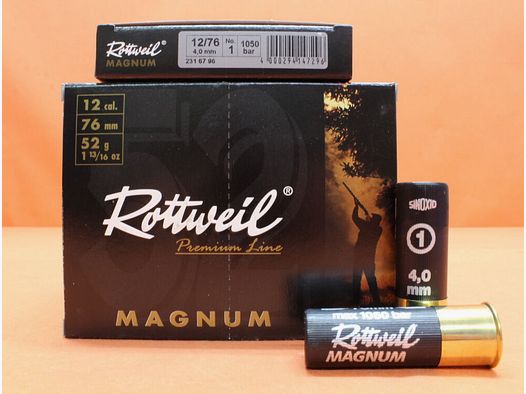 Rottweil®
MAGNUM
12/76
4,0 mm
No.
1
1050
bar
231 67 96
4 000294 147296
12 cal.
76 mm
52 g
1 13/16 oz
52
Rottweil®
Premium Line
MAGNUM
SINOXID
1
4,0
mm
max 1050 bar
Rottweil
MAGNUM